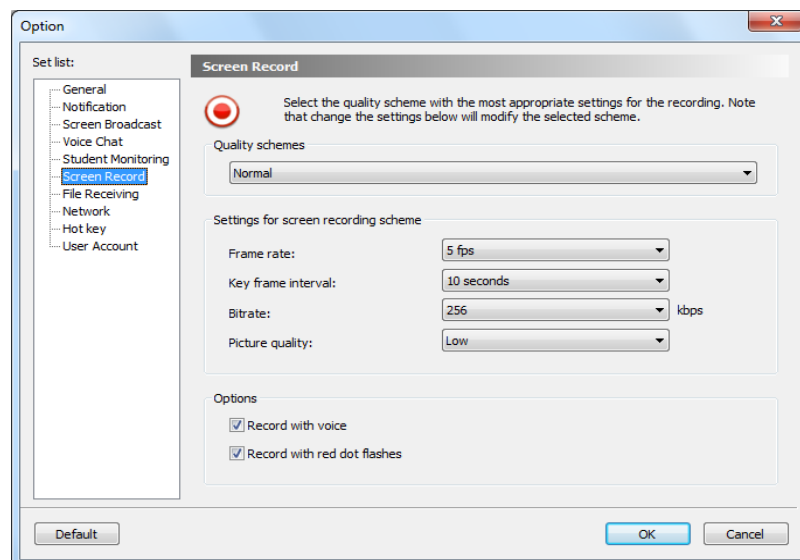 Option
Set list:
General
Notification
Screen Broadcast
Voice Chat
Student Monitoring
Screen Record
File Receiving
Network
Hot key
User Account
Screen Record
Select the quality scheme with the most appropriate settings for the recording. Note
that change the settings below will modify the selected scheme.
Quality schemes
Normal
Settings for screen recording scheme
Frame rate: 5 fps
Key frame interval: 10 seconds
Bitrate: 256 kbps
Picture quality: Low
Options
Record with voice
Record with red dot flashes
Default OK Cancel